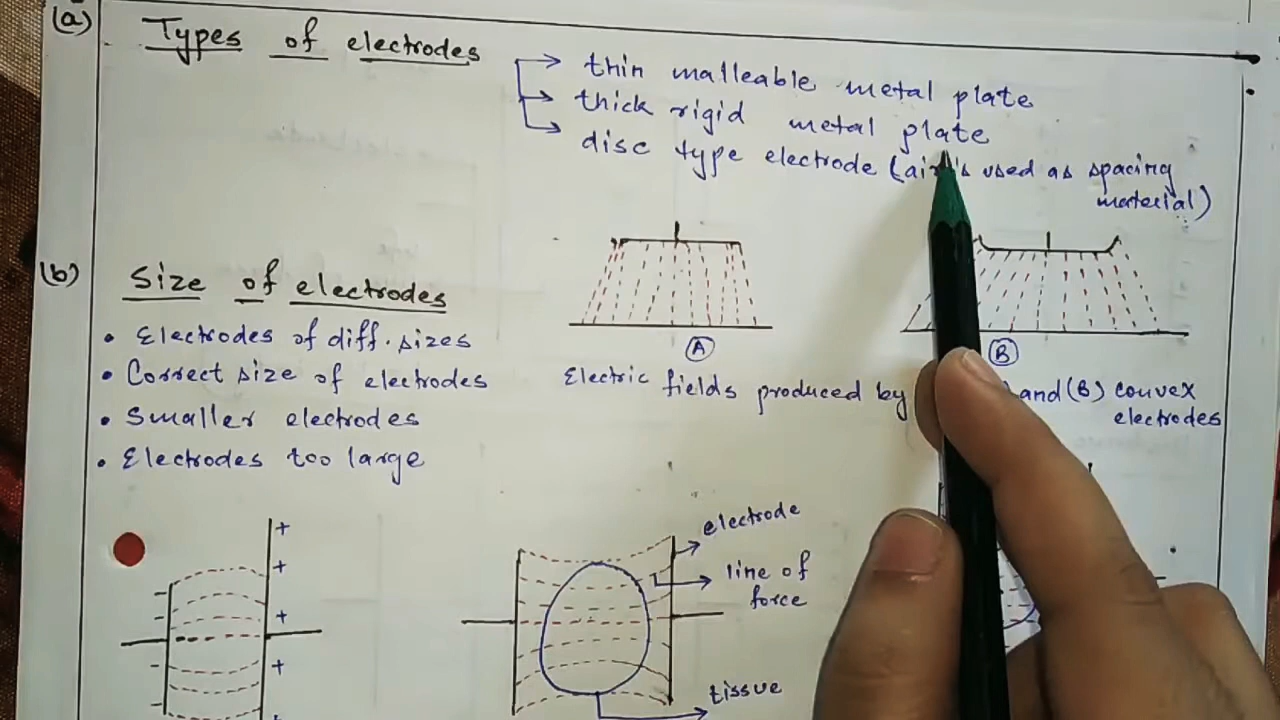 (a) Types of electrodes
thin malleable metal plate
thick rigid metal plate
disc type electrode (air is used as spacing
material)
(b) Size of electrodes
• Electrodes of diff. sizes
• Correct size of electrodes
• Smaller electrodes
• Electrodes too large
A
B
Electric fields produced by and (B) convex
electrodes
+
+
+
+
electrode
line of
force
tissue